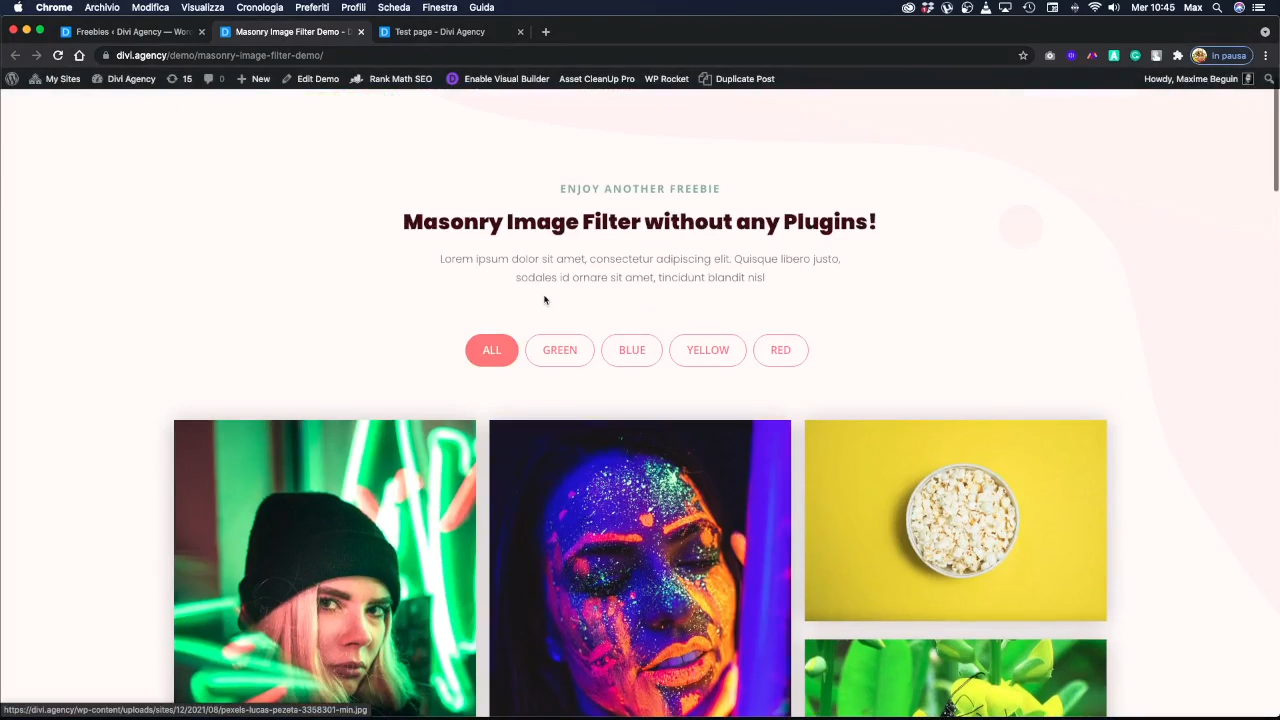 Chrome Archivio Modifica Visualizza Cronologia Preferiti Profili Scheda Finestra Guida Mer 10:45 Max
Freebies ‹ Divi Agency — Wor
Masonry Image Filter Demo - D
Test page - Divi Agency
divi.agency/demo/masonry-image-filter-demo/
In pausa
My Sites Divi Agency 15 0 New Edit Demo Rank Math SEO Enable Visual Builder Asset CleanUp Pro WP Rocket Duplicate Post Howdy, Maxime Beguin
ENJOY ANOTHER FREEBIE
Masonry Image Filter without any Plugins!
Lorem ipsum dolor sit amet, consectetur adipiscing elit. Quisque libero justo,
sodales id ornare sit amet, tincidunt blandit nisl
ALL GREEN BLUE YELLOW RED
https://divi.agency/wp-content/uploads/sites/12/2021/08/pexels-lucas-pezeta-3358301-min.jpg